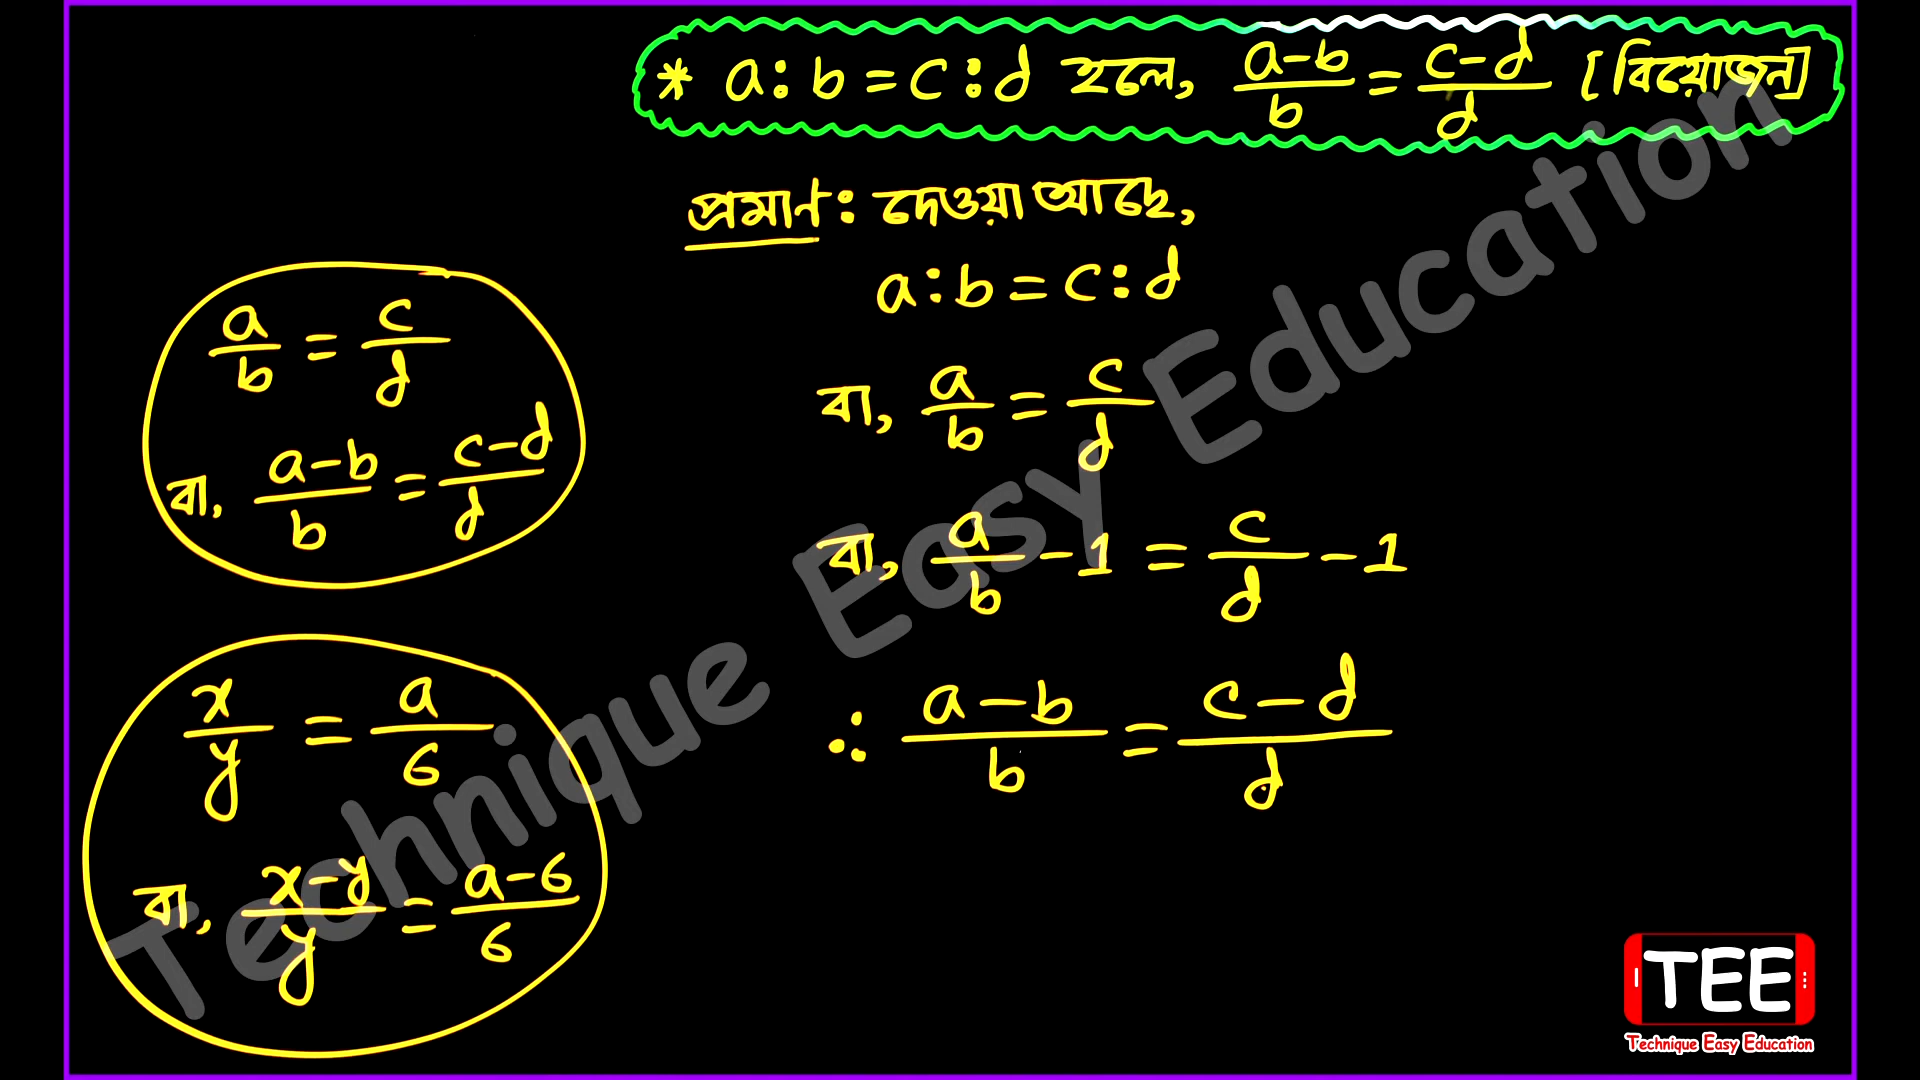 * a : b = c : d হলে, (a-b)/b = (c-d)/d [বিয়োজন]
প্রমাণ : দেওয়া আছে,
a : b = c : d
বা, a/b = c/d
বা, a/b - 1 = c/d - 1
∴ (a-b)/b = (c-d)/d
a/b = c/d
বা, (a-b)/b = (c-d)/d
x/y = a/6
বা, (x-y)/y = (a-6)/6
Technique Easy Education
TEE
Technique Easy Education